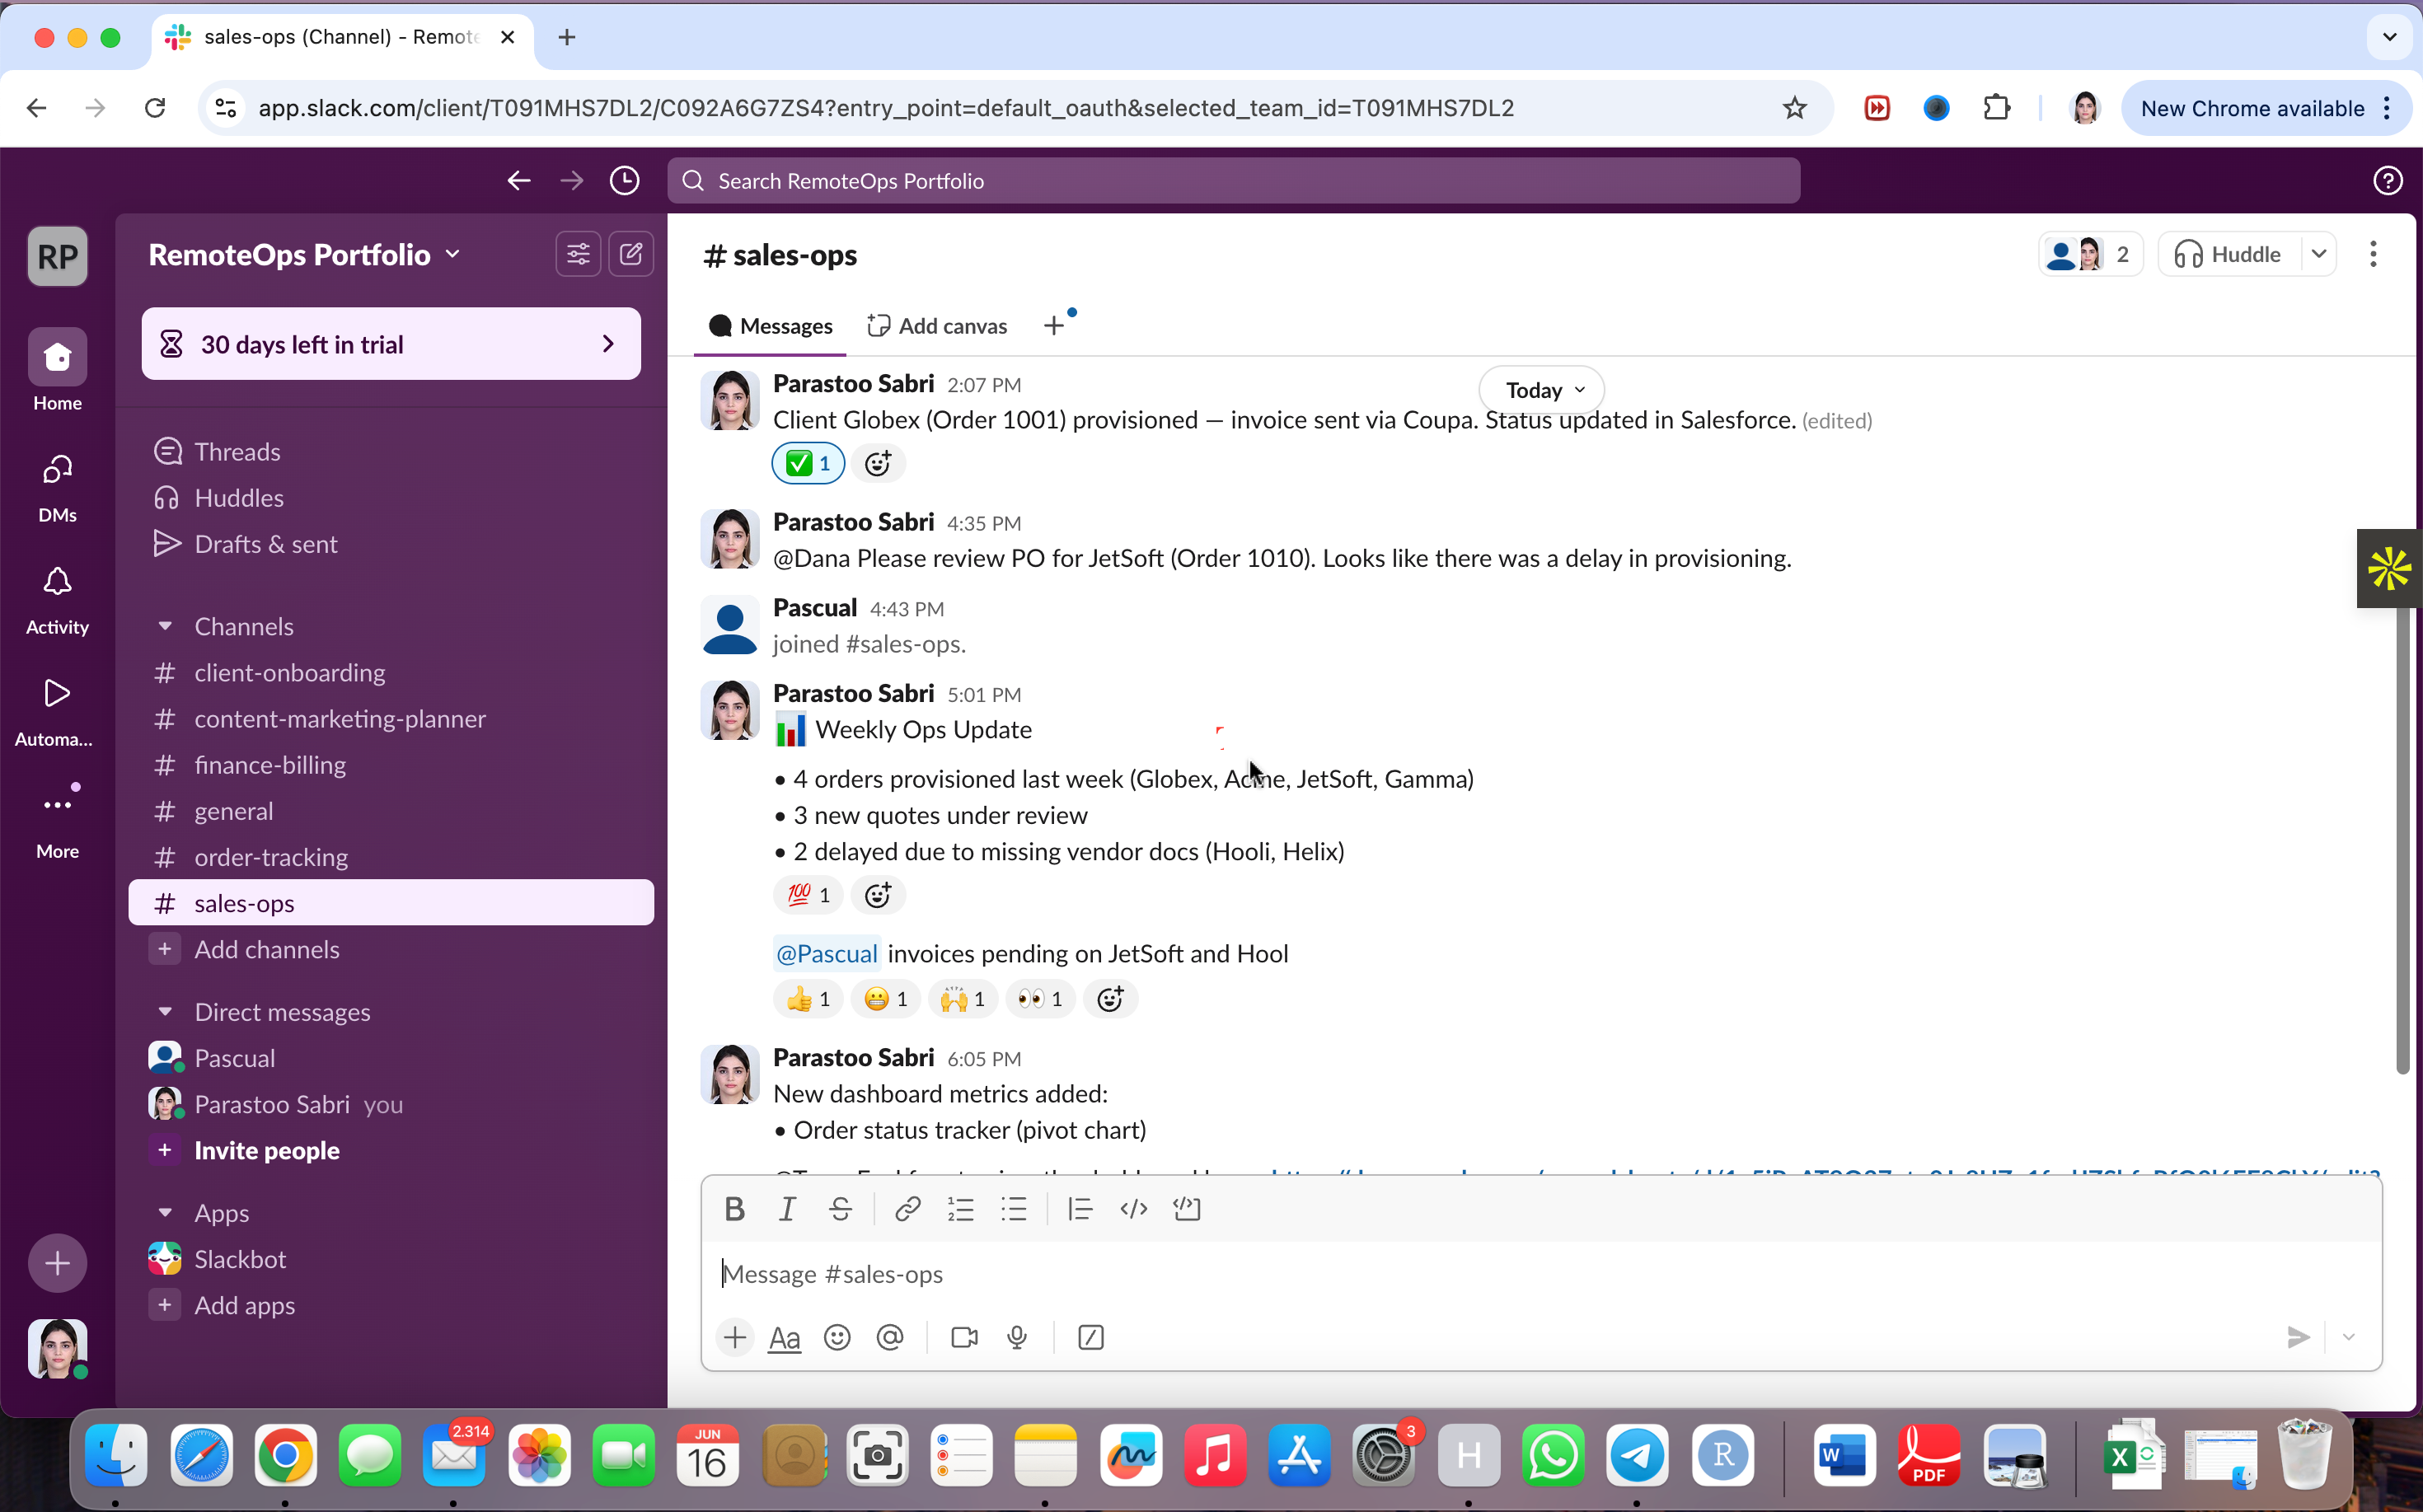 sales-ops (Channel) - Remote
app.slack.com/client/T091MHS7DL2/C092A6G7ZS4?entry_point=default_oauth&selected_team_id=T091MHS7DL2
New Chrome available
Search RemoteOps Portfolio
RP
Home
DMs
Activity
Automa...
More
RemoteOps Portfolio
30 days left in trial
Threads
Huddles
Drafts & sent
Channels
# client-onboarding
# content-marketing-planner
# finance-billing
# general
# order-tracking
# sales-ops
+ Add channels
Direct messages
Pascual
Parastoo Sabri you
+ Invite people
Apps
Slackbot
+ Add apps
# sales-ops
2
Huddle
Messages
Add canvas
Today
Parastoo Sabri 2:07 PM
Client Globex (Order 1001) provisioned — invoice sent via Coupa. Status updated in Salesforce. (edited)
✅ 1
Parastoo Sabri 4:35 PM
@Dana Please review PO for JetSoft (Order 1010). Looks like there was a delay in provisioning.
Pascual 4:43 PM
joined #sales-ops.
Parastoo Sabri 5:01 PM
📊 Weekly Ops Update
• 4 orders provisioned last week (Globex, Acme, JetSoft, Gamma)
• 3 new quotes under review
• 2 delayed due to missing vendor docs (Hooli, Helix)
💯 1
@Pascual invoices pending on JetSoft and Hool
👍 1 😬 1 🙌 1 👀 1
Parastoo Sabri 6:05 PM
New dashboard metrics added:
• Order status tracker (pivot chart)
B I S
Message #sales-ops
Aa
2.314
JUN
16
3
H
R
W
PDF
X